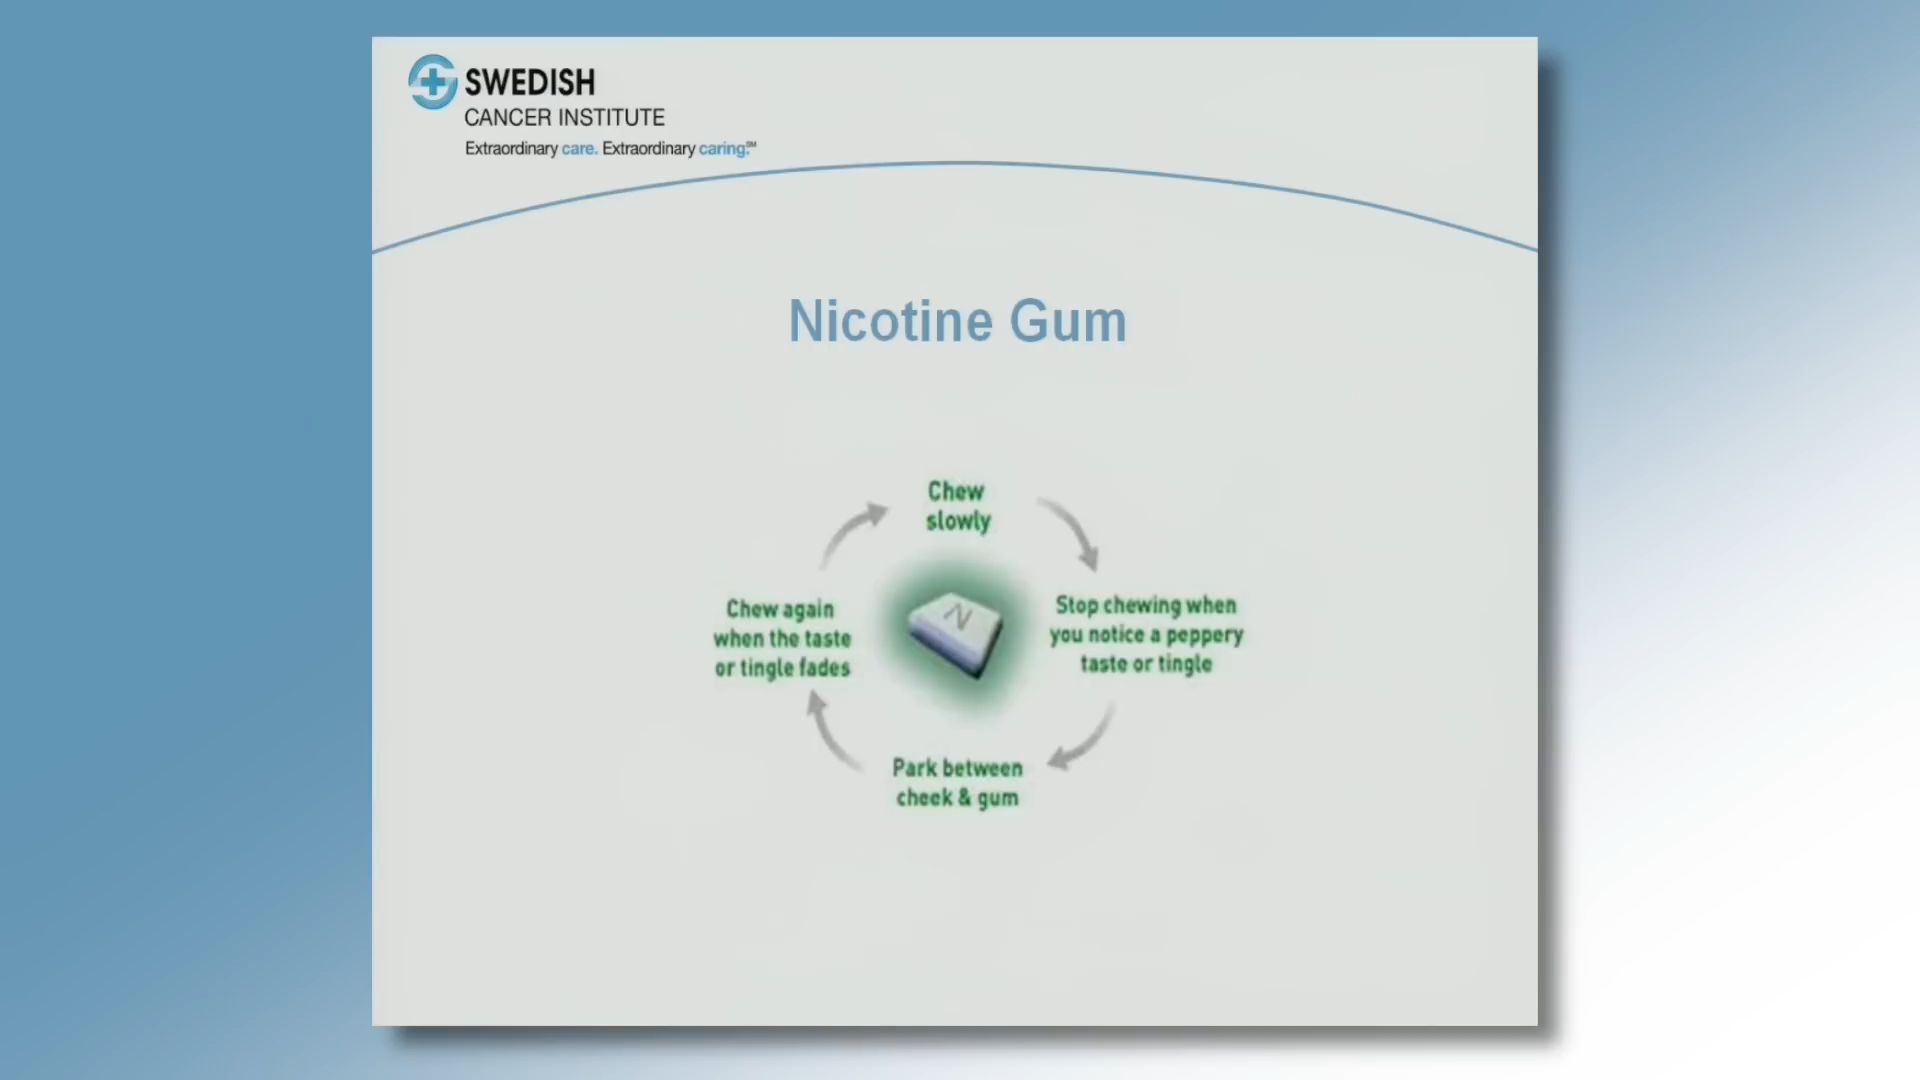 SWEDISH
CANCER INSTITUTE
Extraordinary care. Extraordinary caring.℠
Nicotine Gum
Chew
slowly
Stop chewing when
you notice a peppery
taste or tingle
Park between
cheek & gum
Chew again
when the taste
or tingle fades
N